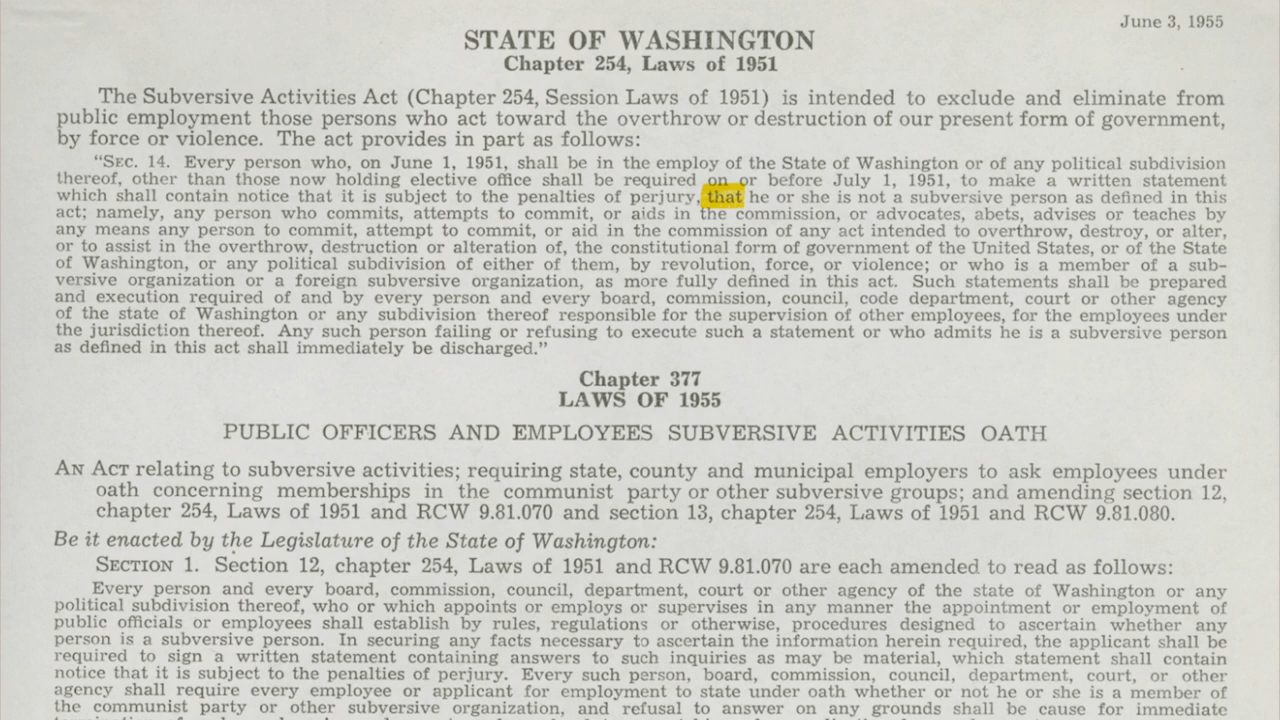 June 3, 1955
STATE OF WASHINGTON
Chapter 254, Laws of 1951
The Subversive Activities Act (Chapter 254, Session Laws of 1951) is intended to exclude and eliminate from
public employment those persons who act toward the overthrow or destruction of our present form of government,
by force or violence. The act provides in part as follows:
"SEC. 14. Every person who, on June 1, 1951, shall be in the employ of the State of Washington or of any political subdivision
thereof, other than those now holding elective office shall be required on or before July 1, 1951, to make a written statement
which shall contain notice that it is subject to the penalties of perjury, that he or she is not a subversive person as defined in this
act; namely, any person who commits, attempts to commit, or aids in the commission, or advocates, abets, advises or teaches by
any means any person to commit, attempt to commit, or aid in the commission of any act intended to overthrow, destroy, or alter,
or to assist in the overthrow, destruction or alteration of, the constitutional form of government of the United States, or of the State
of Washington, or any political subdivision of either of them, by revolution, force, or violence; or who is a member of a sub-
versive organization or a foreign subversive organization, as more fully defined in this act. Such statements shall be prepared
and execution required of and by every person and every board, commission, council, code department, court or other agency
of the state of Washington or any subdivision thereof responsible for the supervision of other employees, for the employees under
the jurisdiction thereof. Any such person failing or refusing to execute such a statement or who admits he is a subversive person
as defined in this act shall immediately be discharged."
Chapter 377
LAWS OF 1955
PUBLIC OFFICERS AND EMPLOYEES SUBVERSIVE ACTIVITIES OATH
AN ACT relating to subversive activities; requiring state, county and municipal employers to ask employees under
oath concerning memberships in the communist party or other subversive groups; and amending section 12,
chapter 254, Laws of 1951 and RCW 9.81.070 and section 13, chapter 254, Laws of 1951 and RCW 9.81.080.
Be it enacted by the Legislature of the State of Washington:
SECTION 1. Section 12, chapter 254, Laws of 1951 and RCW 9.81.070 are each amended to read as follows:
Every person and every board, commission, council, department, court or other agency of the state of Washington or any
political subdivision thereof, who or which appoints or employs or supervises in any manner the appointment or employment of
public officials or employees shall establish by rules, regulations or otherwise, procedures designed to ascertain whether any
person is a subversive person. In securing any facts necessary to ascertain the information herein required, the applicant shall be
required to sign a written statement containing answers to such inquiries as may be material, which statement shall contain
notice that it is subject to the penalties of perjury. Every such person, board, commission, council, department, court, or other
agency shall require every employee or applicant for employment to state under oath whether or not he or she is a member of
the communist party or other subversive organization, and refusal to answer on any grounds shall be cause for immediate